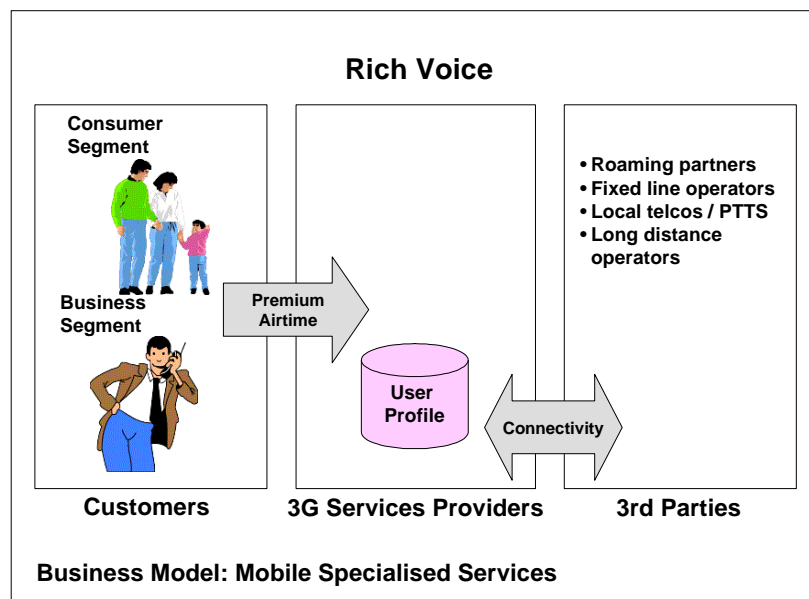 Rich Voice
Consumer
Segment
Business
Segment
Premium
Airtime
User
Profile
Connectivity
• Roaming partners
• Fixed line operators
• Local telcos / PTTS
• Long distance
operators
Customers
3G Services Providers
3rd Parties
Business Model: Mobile Specialised Services